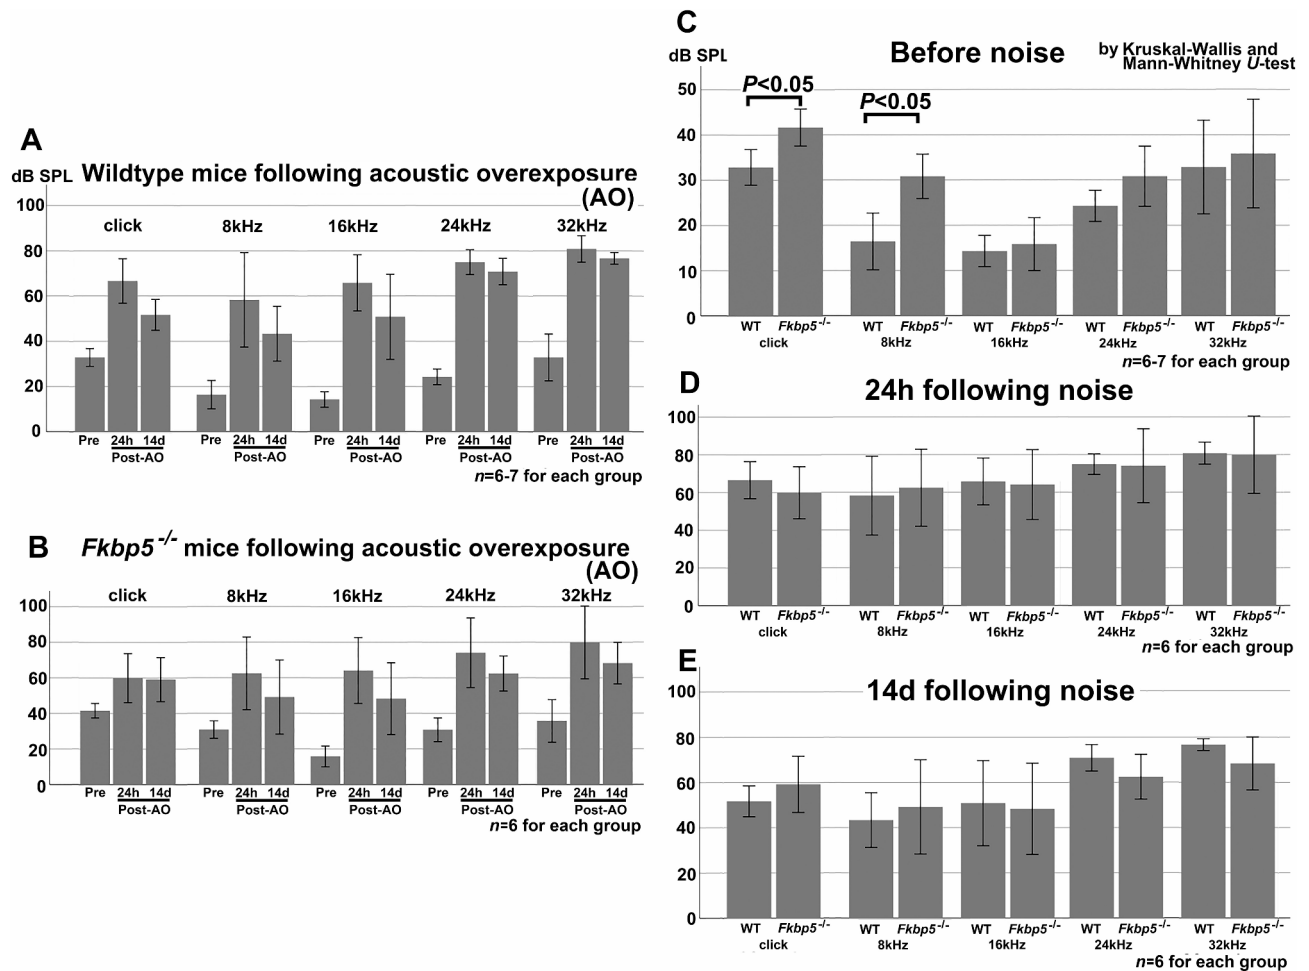 A
dB SPL Wildtype mice following acoustic overexposure
(AO)
100
80
60
40
20
0
click 8kHz 16kHz 24kHz 32kHz
Pre 24h 14d Pre 24h 14d Pre 24h 14d Pre 24h 14d Pre 24h 14d
Post-AO Post-AO Post-AO Post-AO Post-AO
n=6-7 for each group
B
Fkbp5-/- mice following acoustic overexposure
(AO)
100
80
60
40
20
0
click 8kHz 16kHz 24kHz 32kHz
Pre 24h 14d Pre 24h 14d Pre 24h 14d Pre 24h 14d Pre 24h 14d
Post-AO Post-AO Post-AO Post-AO Post-AO
n=6 for each group
C
dB SPL
Before noise
by Kruskal-Wallis and
Mann-Whitney U-test
P<0.05
P<0.05
50
40
30
20
10
0
WT Fkbp5-/- WT Fkbp5-/- WT Fkbp5-/- WT Fkbp5-/- WT Fkbp5-/-
click 8kHz 16kHz 24kHz 32kHz
n=6-7 for each group
D
24h following noise
100
80
60
40
20
0
WT Fkbp5-/- WT Fkbp5-/- WT Fkbp5-/- WT Fkbp5-/- WT Fkbp5-/-
click 8kHz 16kHz 24kHz 32kHz
n=6 for each group
E
14d following noise
100
80
60
40
20
0
WT Fkbp5-/- WT Fkbp5-/- WT Fkbp5-/- WT Fkbp5-/- WT Fkbp5-/-
click 8kHz 16kHz 24kHz 32kHz
n=6 for each group